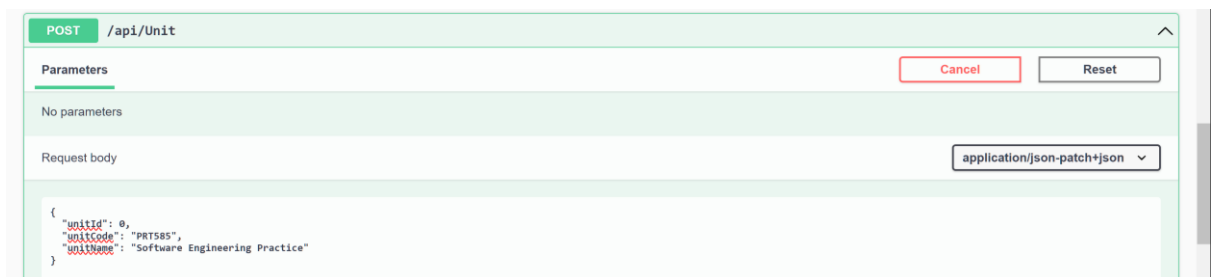 POST /api/Unit
Parameters
Cancel
Reset
No parameters
Request body
application/json-patch+json
{
"unitId": 0,
"unitCode": "PRT585",
"unitName": "Software Engineering Practice"
}